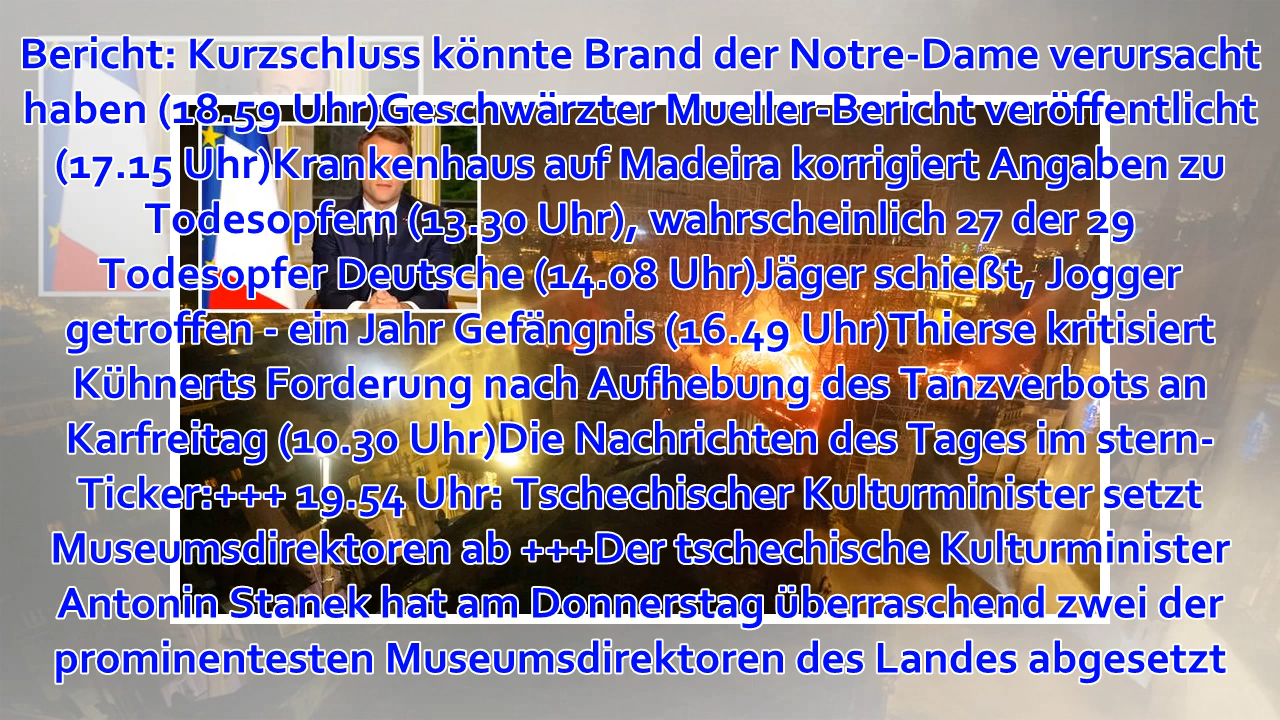 Bericht: Kurzschluss könnte Brand der Notre-Dame verursacht
haben (18.59 Uhr)Geschwärzter Mueller-Bericht veröffentlicht
(17.15 Uhr)Krankenhaus auf Madeira korrigiert Angaben zu
Todesopfern (13.30 Uhr), wahrscheinlich 27 der 29
Todesopfer Deutsche (14.08 Uhr)Jäger schießt, Jogger
getroffen - ein Jahr Gefängnis (16.49 Uhr)Thierse kritisiert
Kühnerts Forderung nach Aufhebung des Tanzverbots an
Karfreitag (10.30 Uhr)Die Nachrichten des Tages im stern-
Ticker:+++ 19.54 Uhr: Tschechischer Kulturminister setzt
Museumsdirektoren ab +++Der tschechische Kulturminister
Antonin Stanek hat am Donnerstag überraschend zwei der
prominentesten Museumsdirektoren des Landes abgesetzt